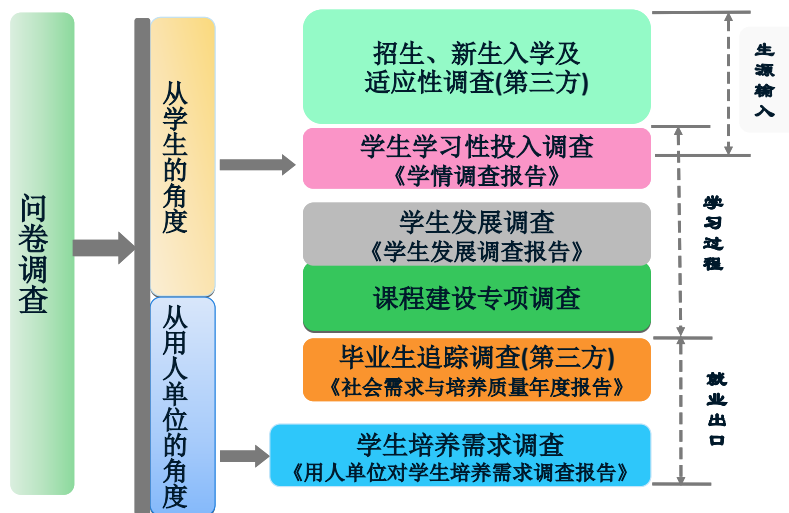 问卷调查
从学生的角度
从用人单位的角度
招生、新生入学及
适应性调查(第三方)
学生学习性投入调查
《学情调查报告》
学生发展调查
《学生发展调查报告》
课程建设专项调查
毕业生追踪调查(第三方)
《社会需求与培养质量年度报告》
学生培养需求调查
《用人单位对学生培养需求调查报告》
生源输入
学习过程
就业出口